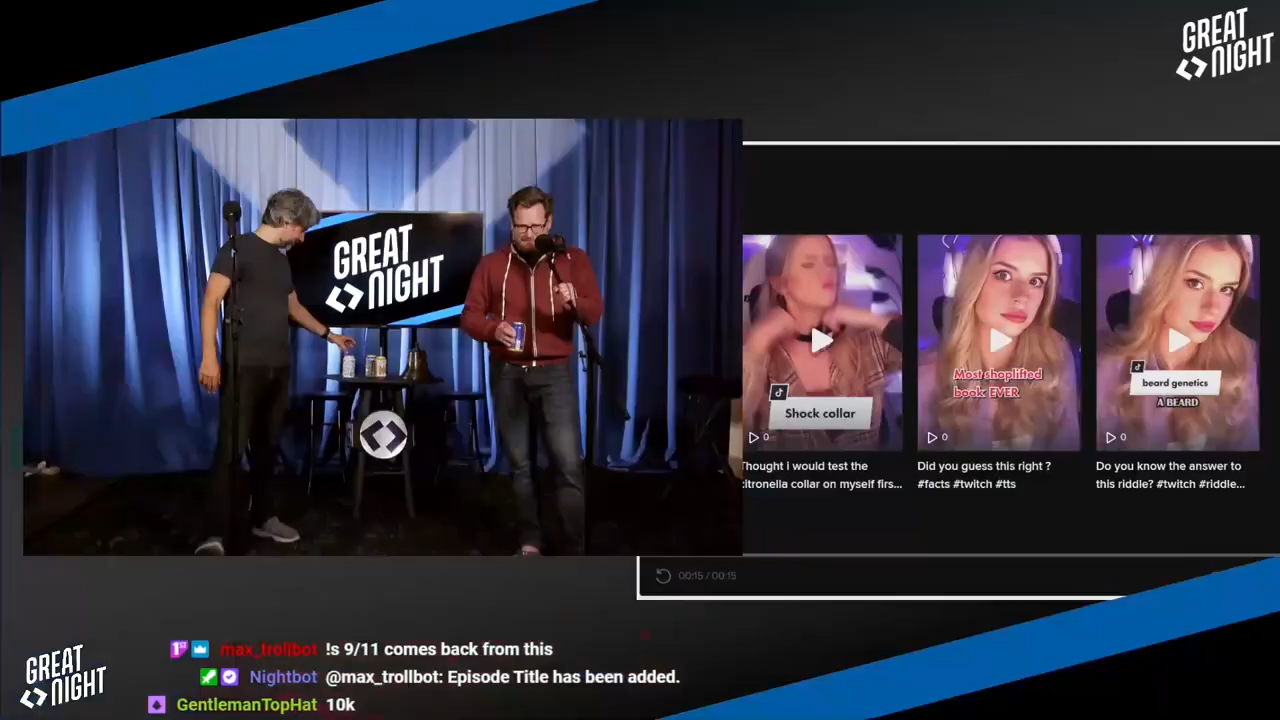 GREAT
NIGHT
GREAT
NIGHT
Shock collar
0
Thought i would test the
citronella collar on myself firs...
Most shoplifted
book EVER
0
Did you guess this right ?
#facts #twitch #tts
beard genetics
A BEARD
0
Do you know the answer to
this riddle? #twitch #riddle...
00:15 / 00:15
GREAT
NIGHT
max_trollbot !s 9/11 comes back from this
Nightbot @max_trollbot: Episode Title has been added.
GentlemanTopHat 10k